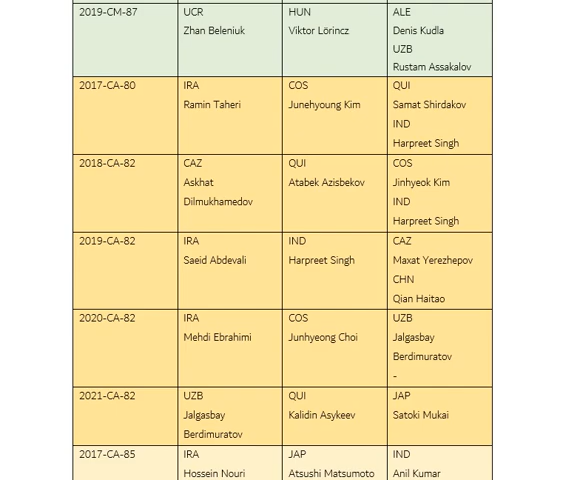 2019-CM-87
UCR
Zhan Beleniuk
HUN
Viktor Lörincz
ALE
Denis Kudla
UZB
Rustam Assakalov
2017-CA-80
IRA
Ramin Taheri
COS
Junehyoung Kim
QUI
Samat Shirdakov
IND
Harpreet Singh
2018-CA-82
CAZ
Askhat
Dilmukhamedov
QUI
Atabek Azisbekov
COS
Jinhyeok Kim
IND
Harpreet Singh
2019-CA-82
IRA
Saeid Abdevali
IND
Harpreet Singh
CAZ
Maxat Yerezhepov
CHN
Qian Haitao
2020-CA-82
IRA
Mehdi Ebrahimi
COS
Junhyeong Choi
UZB
Jalgasbay
Berdimuratov
-
2021-CA-82
UZB
Jalgasbay
Berdimuratov
QUI
Kalidin Asykeev
JAP
Satoki Mukai
2017-CA-85
IRA
Hossein Nouri
JAP
Atsushi Matsumoto
IND
Anil Kumar